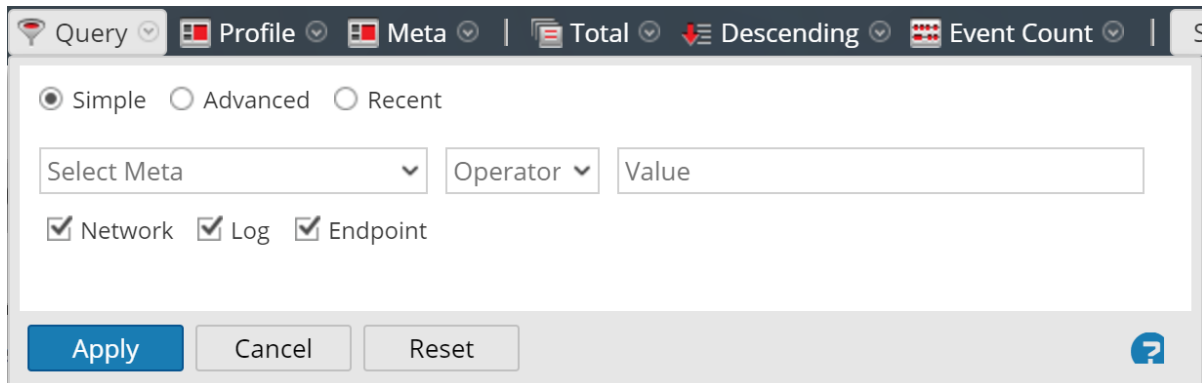 Query Profile Meta | Total Descending Event Count | S
Simple Advanced Recent
Select Meta Operator Value
Network Log Endpoint
Apply Cancel Reset ?